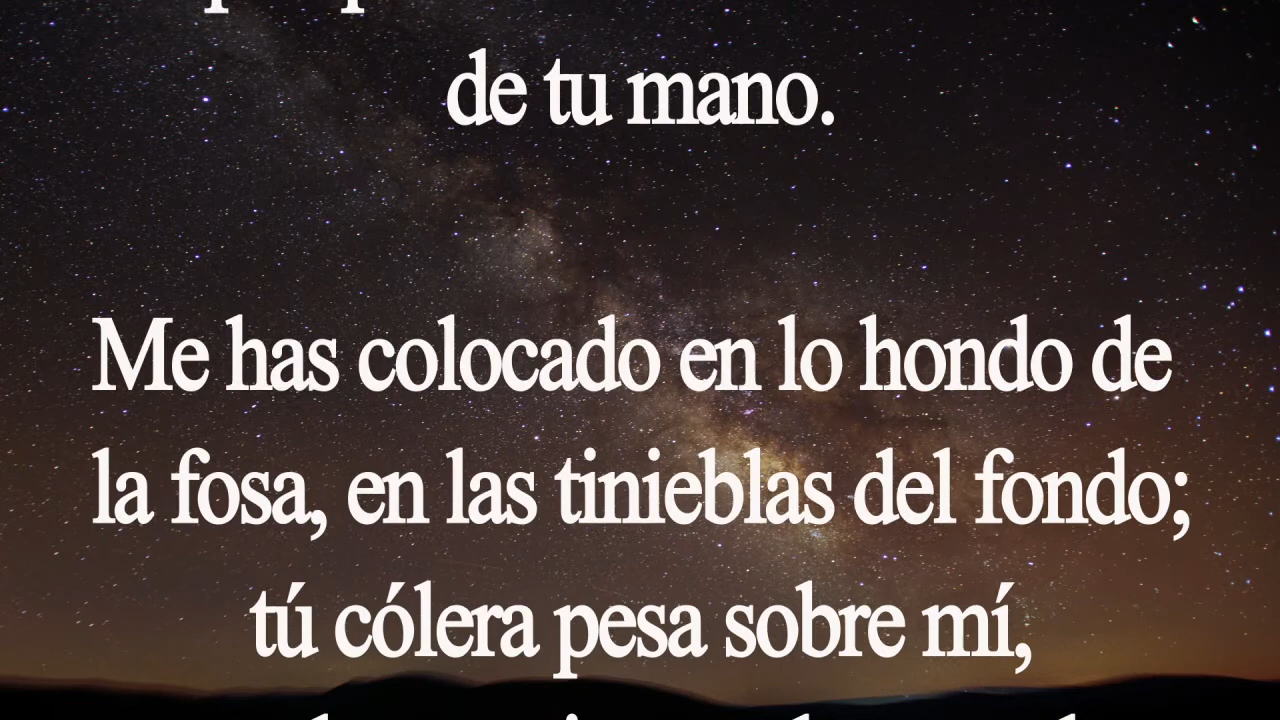 de tu mano.
Me has colocado en lo hondo de
la fosa, en las tinieblas del fondo;
tú cólera pesa sobre mí,